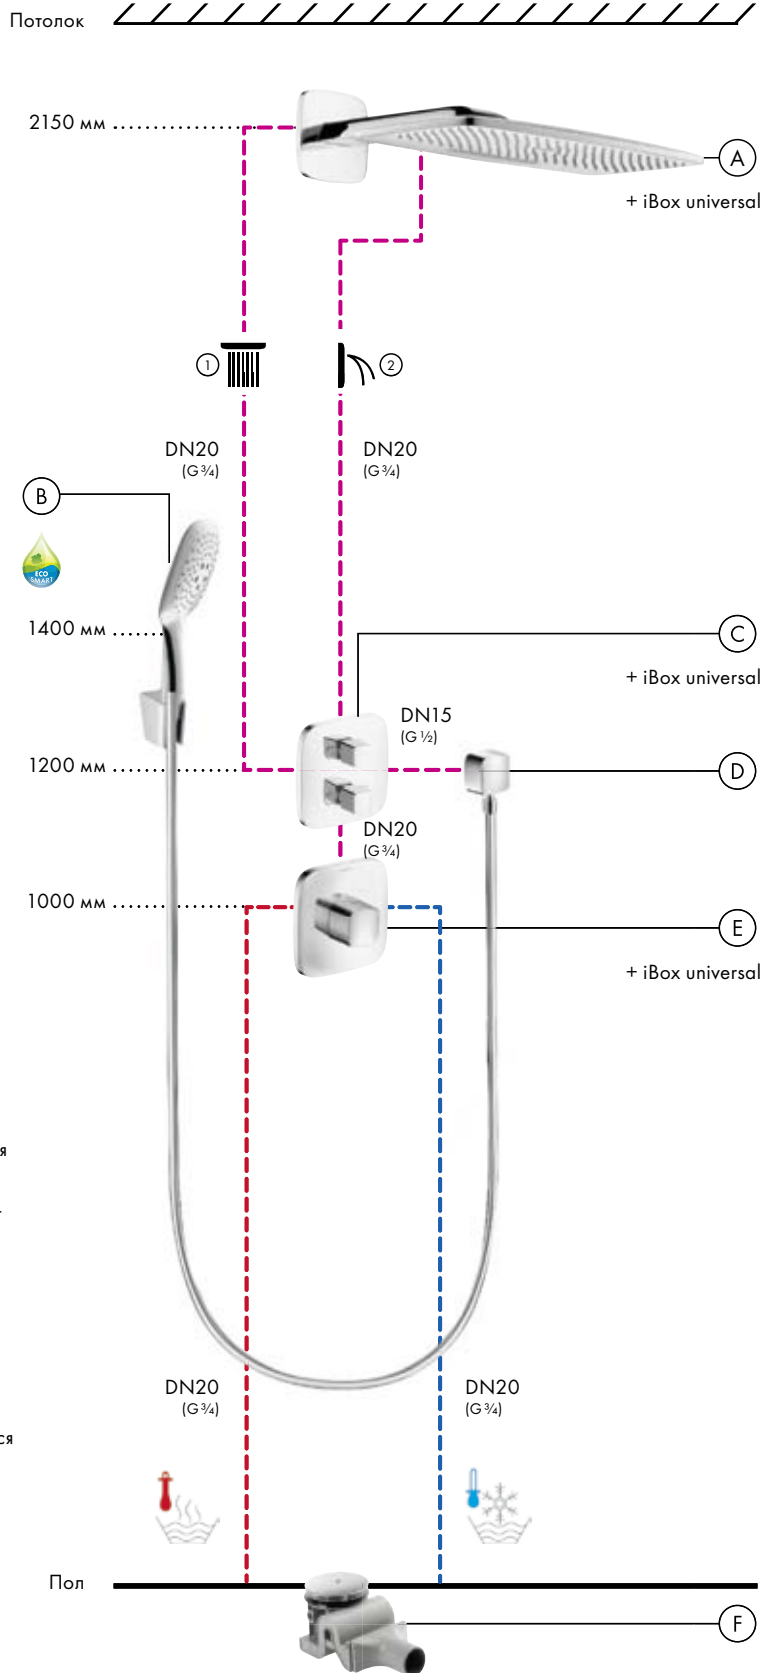 Потолок
2150 мм
A
+ iBox universal
1
2
DN20
(G¾)
DN20
(G¾)
B
ECO
SMART
1400 мм
C
+ iBox universal
DN15
(G½)
1200 мм
D
DN20
(G¾)
1000 мм
E
+ iBox universal
я
DN20
(G¾)
DN20
(G¾)
ся
Пол
F